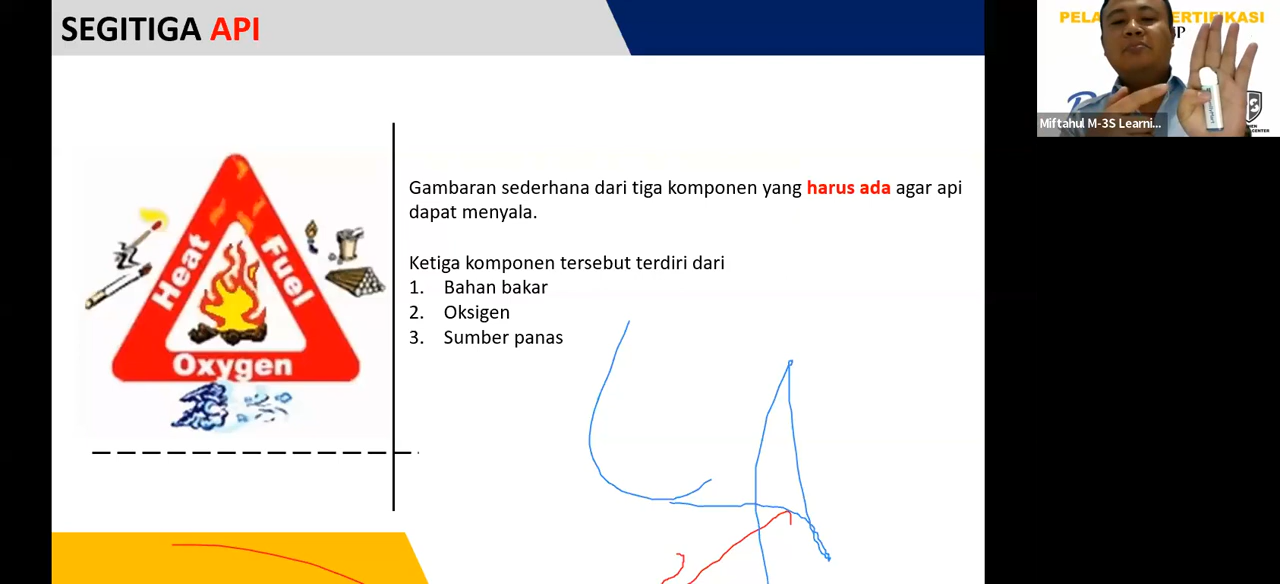 SEGITIGA API
Gambaran sederhana dari tiga komponen yang harus ada agar api
dapat menyala.
Ketiga komponen tersebut terdiri dari
1. Bahan bakar
2. Oksigen
3. Sumber panas
Heat
Fuel
Oxygen
Miftahul M-3S Learni...